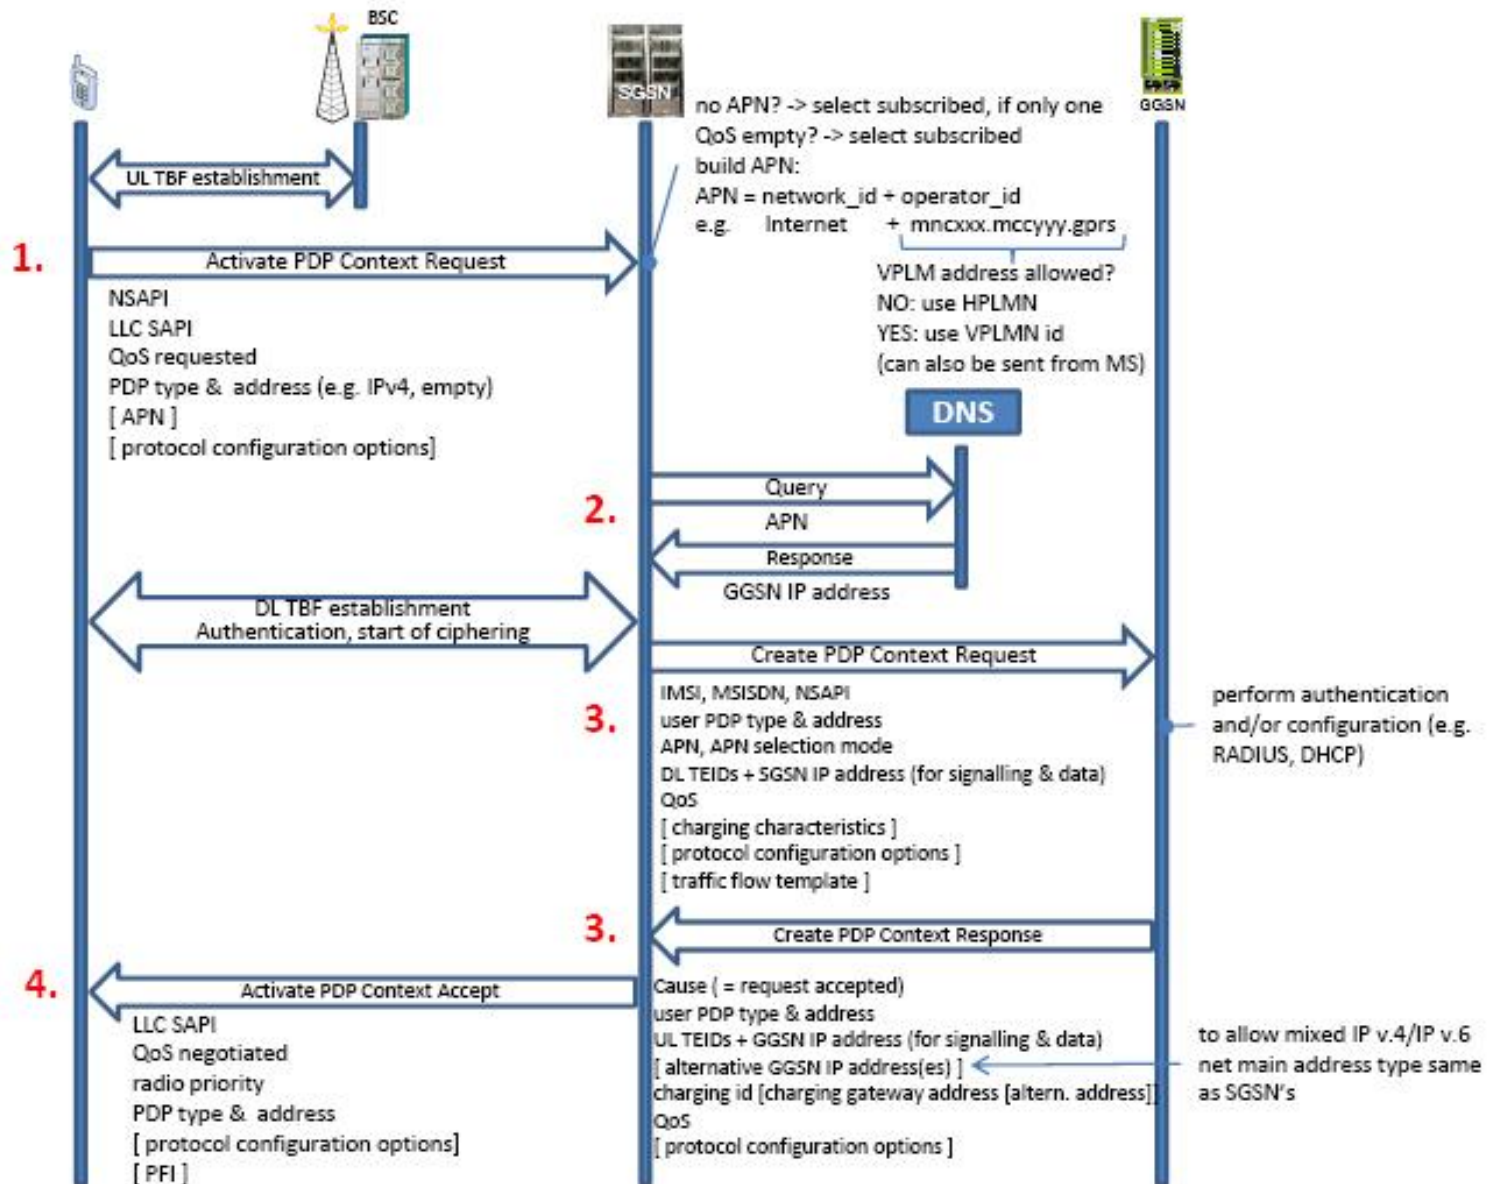 BSC
SGSN
GGSN
no APN? -> select subscribed, if only one
QoS empty? -> select subscribed
build APN:
APN = network_id + operator_id
e.g. Internet + mncxxx.mccyyy.gprs
UL TBF establishment
1.
Activate PDP Context Request
VPLM address allowed?
NO: use HPLMN
YES: use VPLMN id
(can also be sent from MS)
NSAPI
LLC SAPI
QoS requested
PDP type & address (e.g. IPv4, empty)
[ APN ]
[ protocol configuration options]
DNS
2.
Query
APN
Response
GGSN IP address
DL TBF establishment
Authentication, start of ciphering
Create PDP Context Request
3.
IMSI, MSISDN, NSAPI
user PDP type & address
APN, APN selection mode
DL TEIDs + SGSN IP address (for signalling & data)
QoS
[ charging characteristics ]
[ protocol configuration options ]
[ traffic flow template ]
perform authentication
and/or configuration (e.g.
RADIUS, DHCP)
3.
Create PDP Context Response
4.
Activate PDP Context Accept
LLC SAPI
QoS negotiated
radio priority
PDP type & address
[ protocol configuration options]
[ PFI ]
Cause ( = request accepted)
user PDP type & address
UL TEIDs + GGSN IP address (for signalling & data)
[ alternative GGSN IP address(es) ]
charging id [charging gateway address [altern. address]]
QoS
[ protocol configuration options ]
to allow mixed IP v.4/IP v.6
net main address type same
as SGSN's